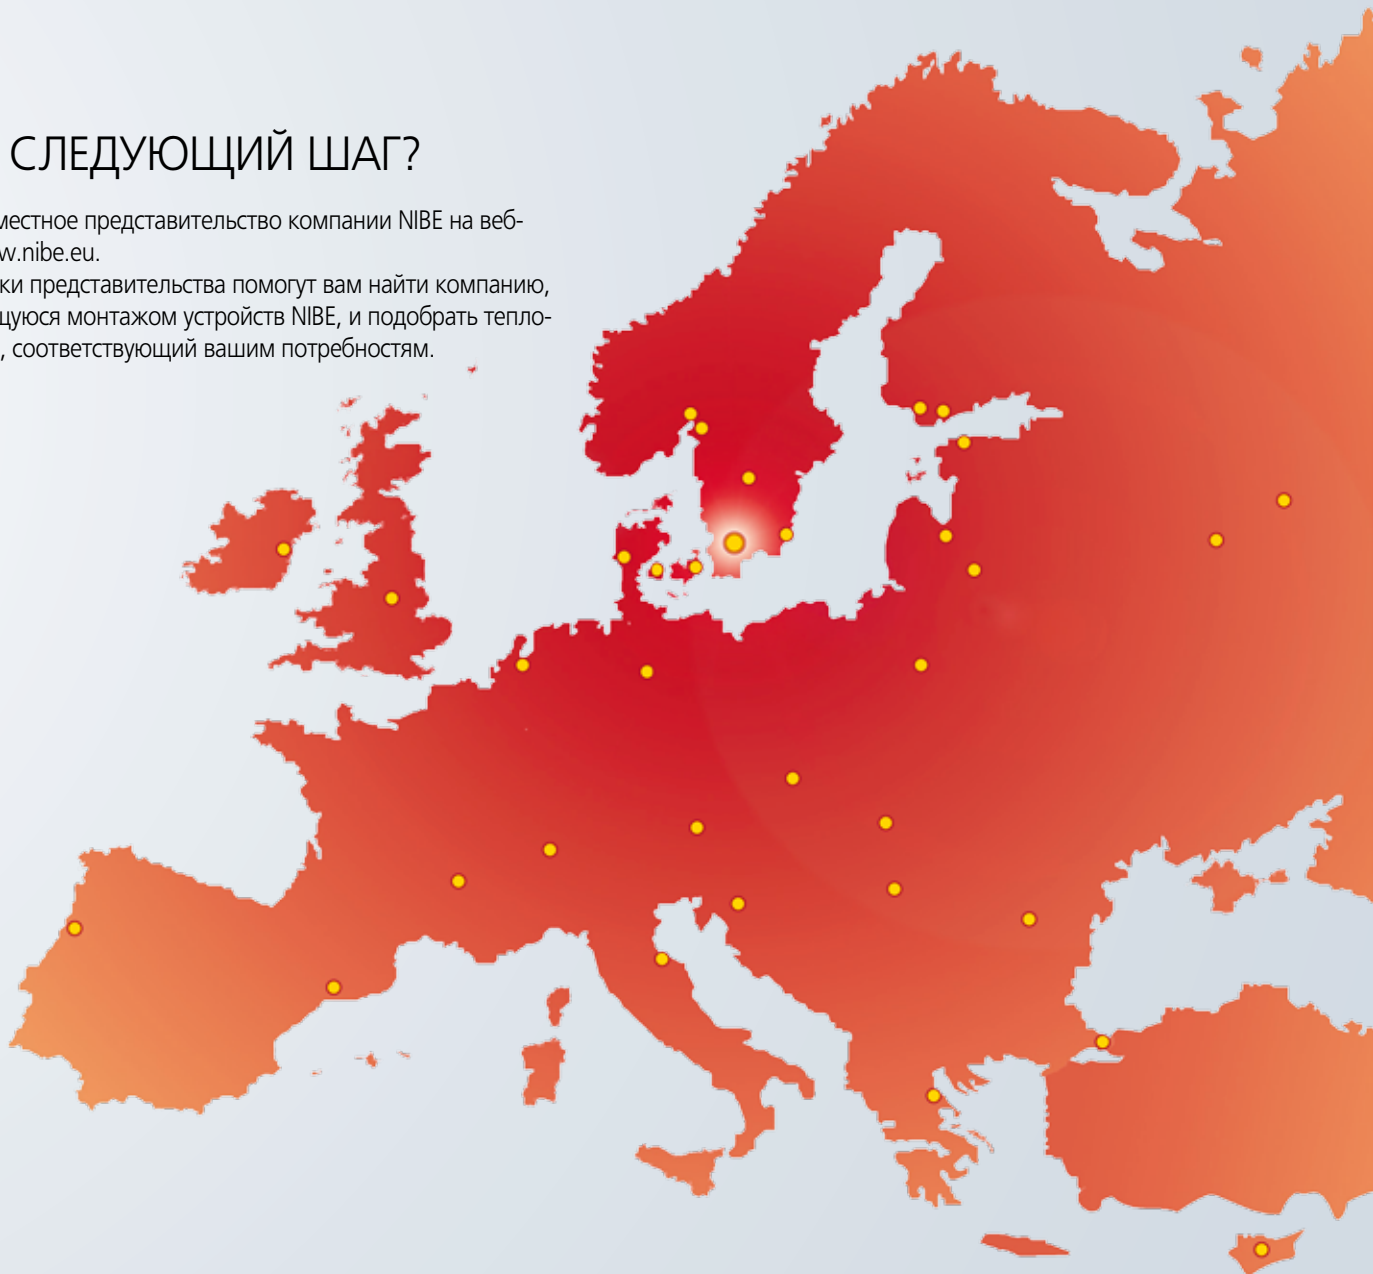 СЛЕДУЮЩИЙ ШАГ?
местное представительство компании NIBE на веб-
w.nibe.eu.
ки представительства помогут вам найти компанию,
щуюся монтажом устройств NIBE, и подобрать тепло-
, соответствующий вашим потребностям.